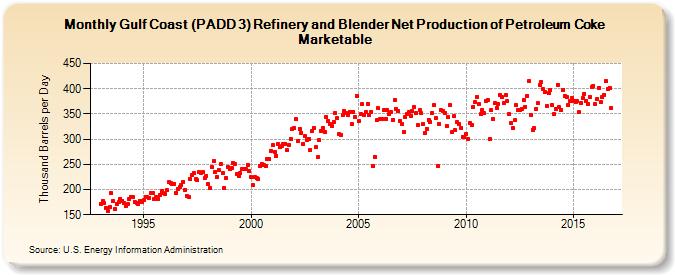 Monthly Gulf Coast (PADD 3) Refinery and Blender Net Production of Petroleum Coke
Marketable
Thousand Barrels per Day
450
400
350
300
250
200
150
1995 2000 2005 2010 2015
Source: U.S. Energy Information Administration